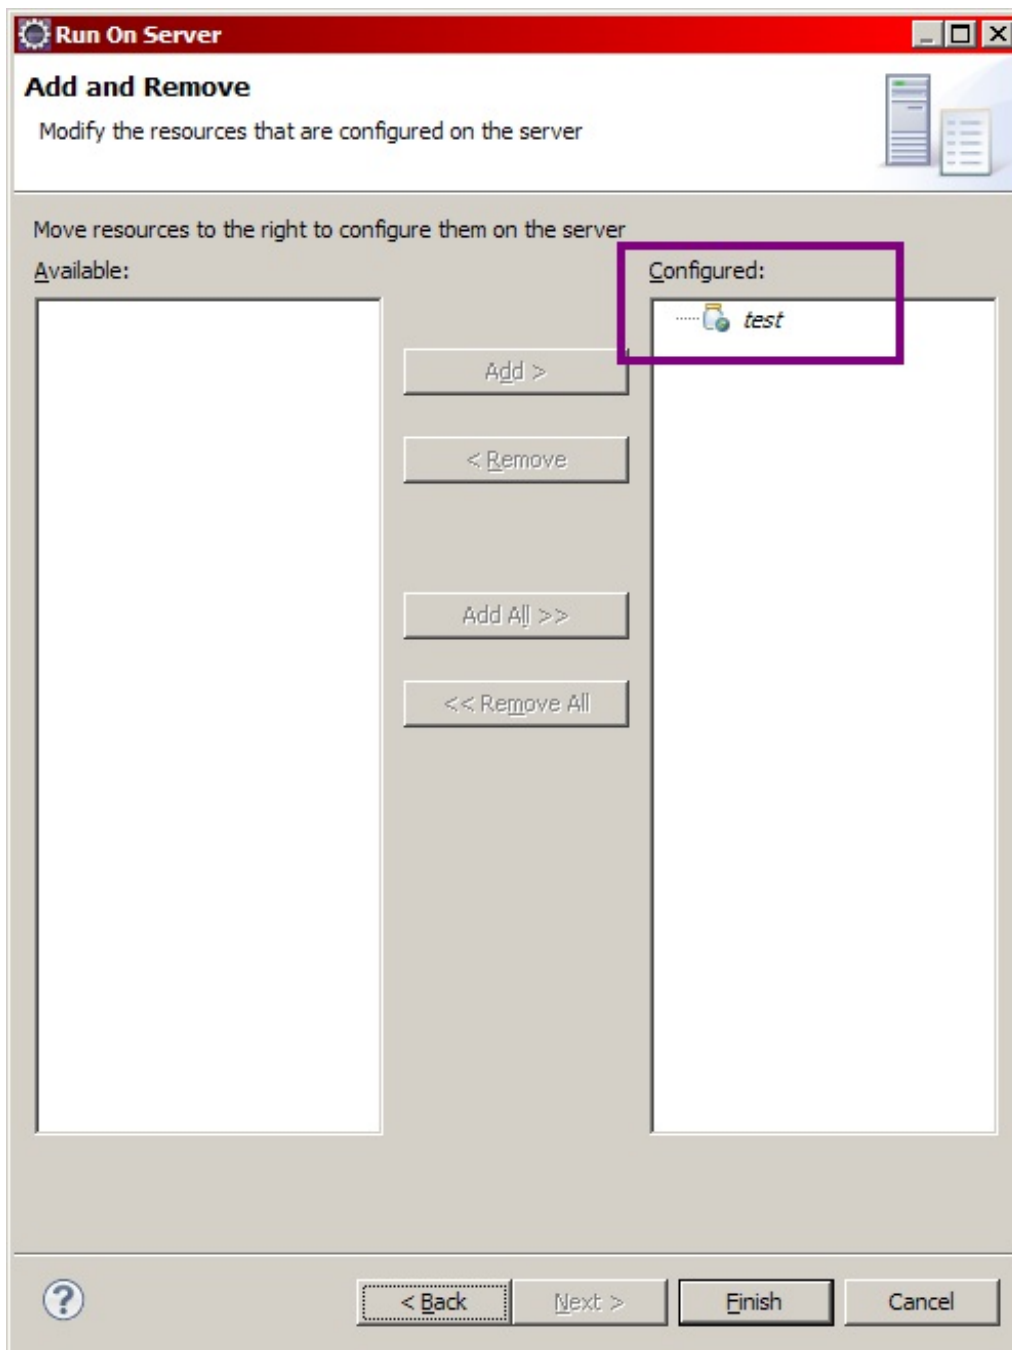 Run On Server
Add and Remove
Modify the resources that are configured on the server
Move resources to the right to configure them on the server
Available:
Configured:
test
Add >
< Remove
Add All >>
<< Remove All
?
< Back
Next >
Finish
Cancel